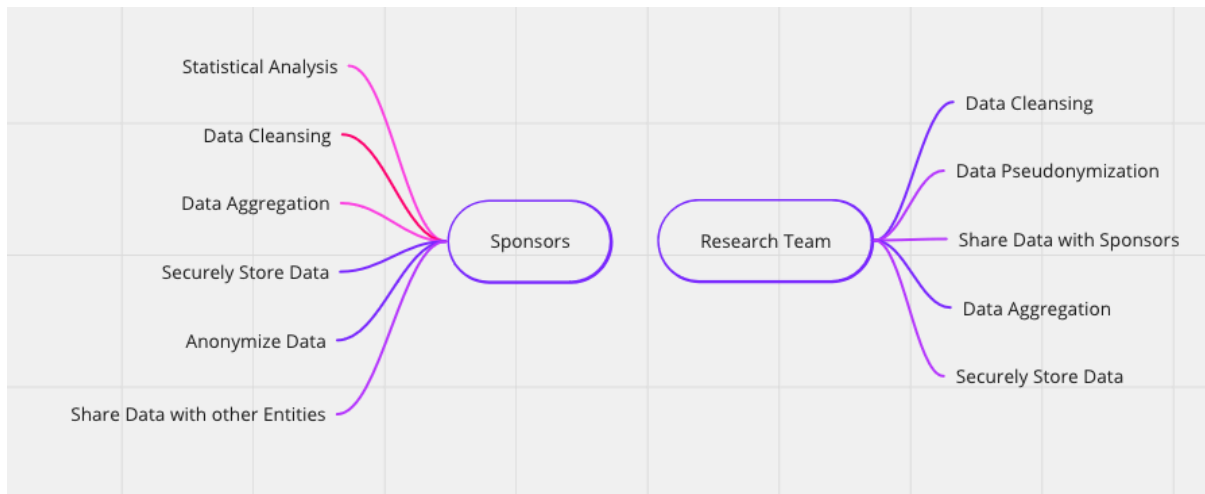 Statistical Analysis
Data Cleansing
Data Aggregation
Securely Store Data
Anonymize Data
Share Data with other Entities
Sponsors
Research Team
Data Cleansing
Data Pseudonymization
Share Data with Sponsors
Data Aggregation
Securely Store Data